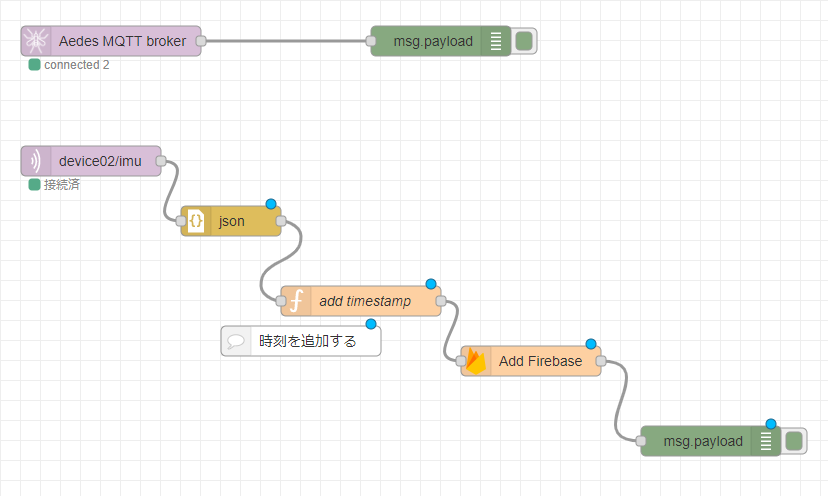 Aedes MQTT broker
msg.payload
connected 2
device02/imu
接続済
json
add timestamp
時刻を追加する
Add Firebase
msg.payload